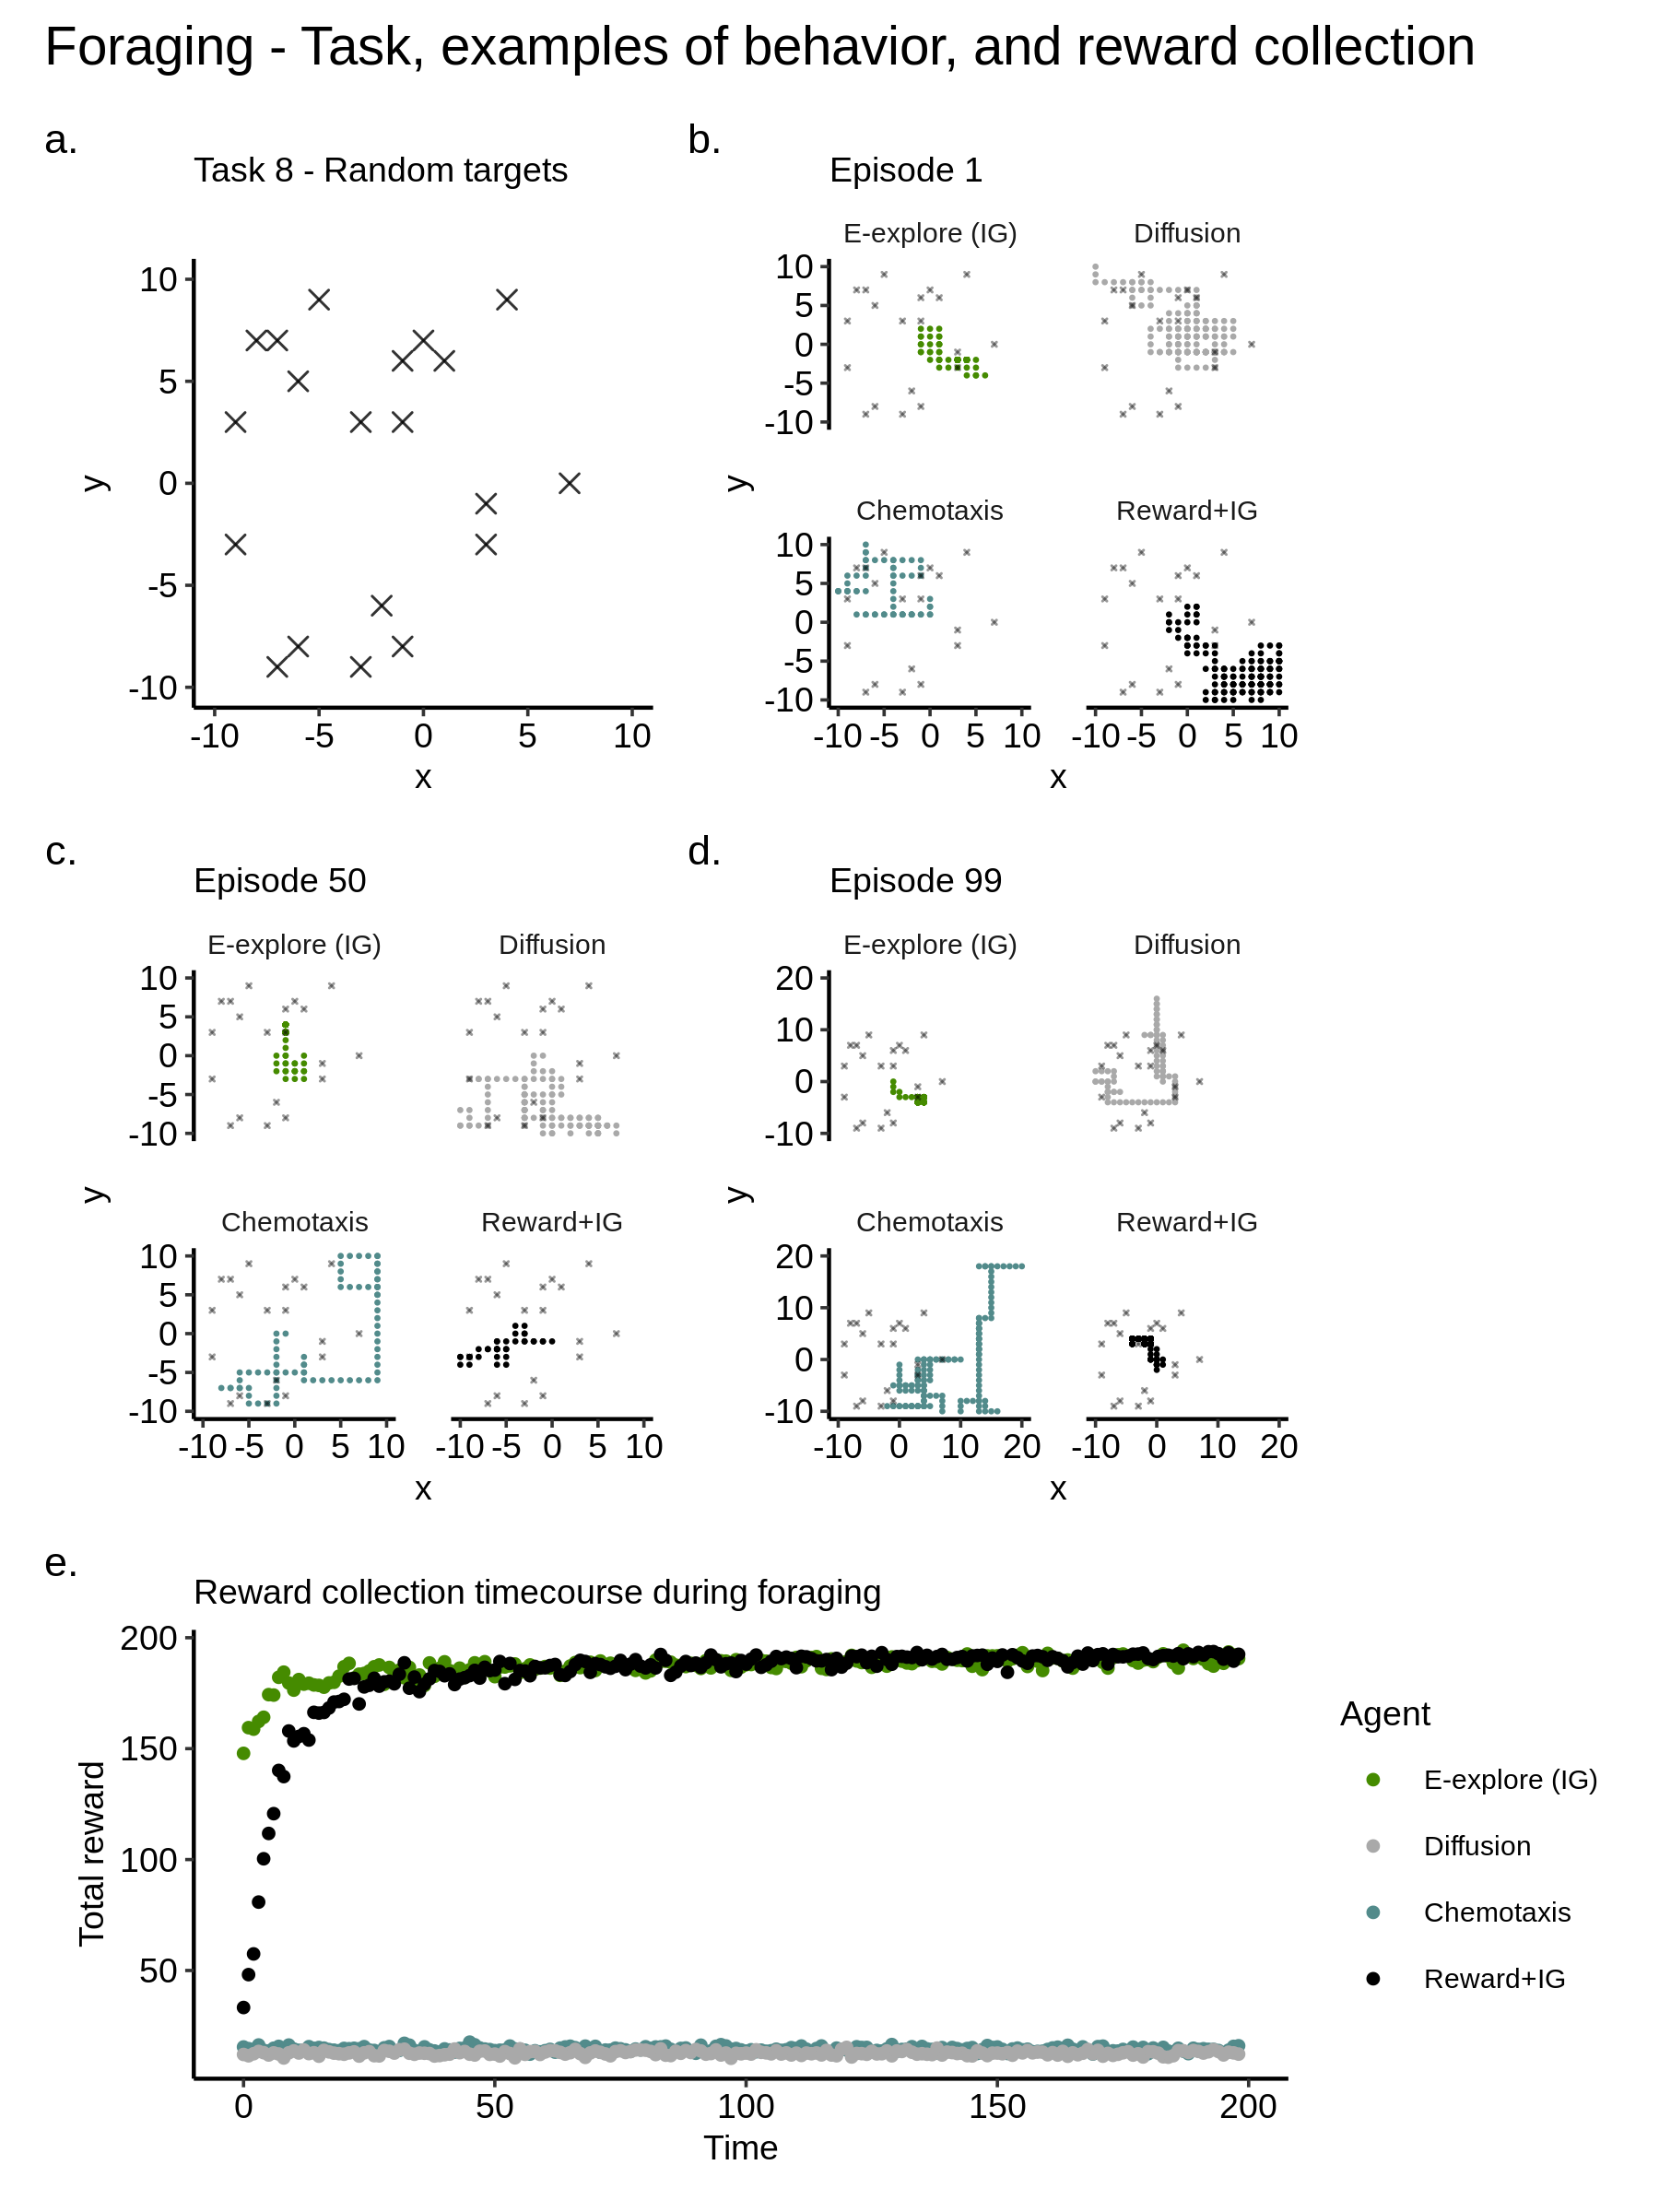 Foraging - Task, examples of behavior, and reward collection
a.
Task 8 - Random targets
10
5
0
-5
-10
y
-10 -5 0 5 10
x
b.
Episode 1
E-explore (IG) Diffusion
10
5
0
-5
-10
y
Chemotaxis Reward+IG
10
5
0
-5
-10
-10 -5 0 5 10 -10 -5 0 5 10
x
c.
Episode 50
E-explore (IG) Diffusion
10
5
0
-5
-10
y
Chemotaxis Reward+IG
10
5
0
-5
-10
-10 -5 0 5 10 -10 -5 0 5 10
x
d.
Episode 99
E-explore (IG) Diffusion
20
10
0
-10
y
Chemotaxis Reward+IG
20
10
0
-10
-10 0 10 20 -10 0 10 20
x
e.
Reward collection timecourse during foraging
200
150
100
50
Total reward
0 50 100 150 200
Time
Agent
E-explore (IG)
Diffusion
Chemotaxis
Reward+IG